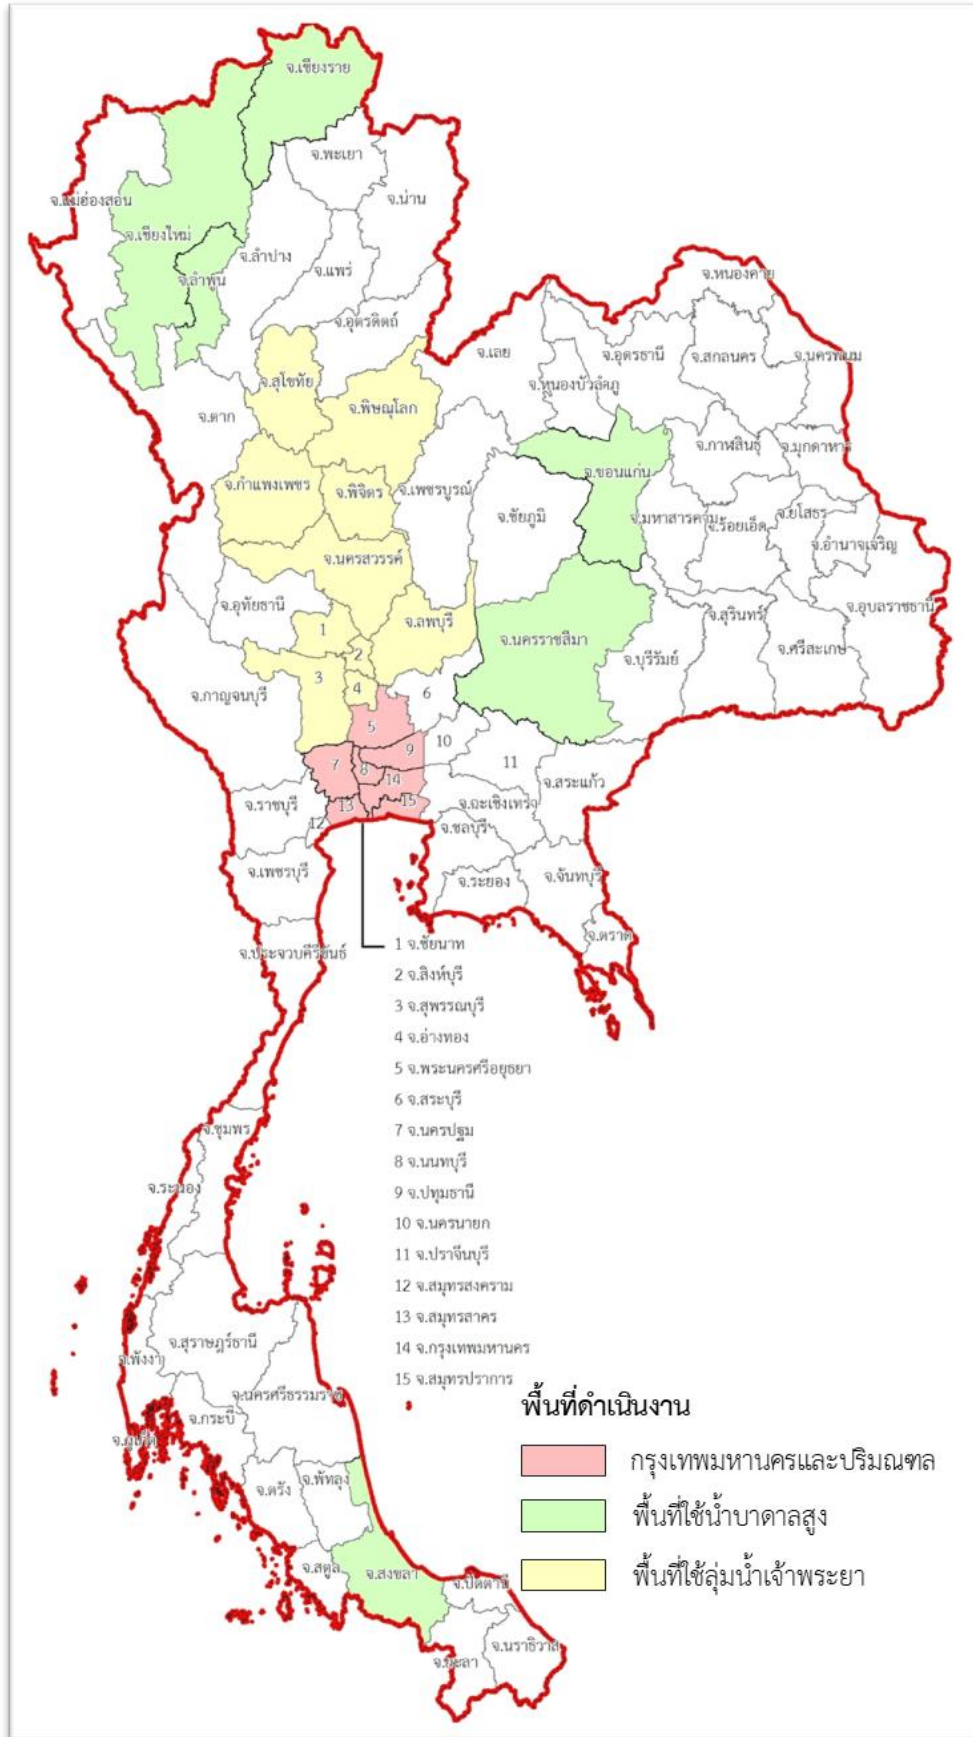 จ.เชียงราย
จ.พะเยา
จ.น่าน
จ.แม่ฮ่องสอน
จ.เชียงใหม่
จ.ลำปาง
จ.แพร่
จ.ลำพูน
จ.หนองคาย
จ.อุตรดิตถ์
จ.เลย
จ.อุดรธานี
จ.สกลนคร
จ.นครพนม
จ.สุโขทัย
จ.หนองบัวลำภู
จ.ตาก
จ.พิษณุโลก
จ.กาฬสินธุ์
จ.มุกดาหาร
จ.ขอนแก่น
จ.กำแพงเพชร
จ.พิจิตร
จ.เพชรบูรณ์
จ.ชัยภูมิ
จ.มหาสารคาม
จ.ร้อยเอ็ด
จ.ยโสธร
จ.อำนาจเจริญ
จ.นครสวรรค์
จ.อุทัยธานี
จ.ลพบุรี
จ.อุบลราชธานี
จ.สุรินทร์
1
2
จ.นครราชสีมา
จ.บุรีรัมย์
จ.ศรีสะเกษ
3
4
6
จ.กาญจนบุรี
5
10
9
7
8
11
14
จ.สระแก้ว
จ.ราชบุรี
13
15
จ.ฉะเชิงเทรา
12
จ.ชลบุรี
จ.เพชรบุรี
จ.ระยอง
จ.จันทบุรี
จ.ตราด
จ.ประจวบคีรีขันธ์
1 จ.ชัยนาท
2 จ.สิงห์บุรี
3 จ.สุพรรณบุรี
4 จ.อ่างทอง
5 จ.พระนครศรีอยุธยา
6 จ.สระบุรี
7 จ.นครปฐม
8 จ.นนทบุรี
9 จ.ปทุมธานี
10 จ.นครนายก
11 จ.ปราจีนบุรี
12 จ.สมุทรสงคราม
13 จ.สมุทรสาคร
14 จ.กรุงเทพมหานคร
15 จ.สมุทรปราการ
จ.ชุมพร
จ.ระนอง
จ.สุราษฎร์ธานี
จ.พังงา
จ.นครศรีธรรมราช
จ.กระบี่
จ.ภูเก็ต
จ.ตรัง
จ.พัทลุง
จ.สตูล
จ.สงขลา
จ.ปัตตานี
จ.ยะลา
จ.นราธิวาส
พื้นที่ดำเนินงาน
กรุงเทพมหานครและปริมณฑล
พื้นที่ใช้น้ำบาดาลสูง
พื้นที่ใช้ลุ่มน้ำเจ้าพระยา